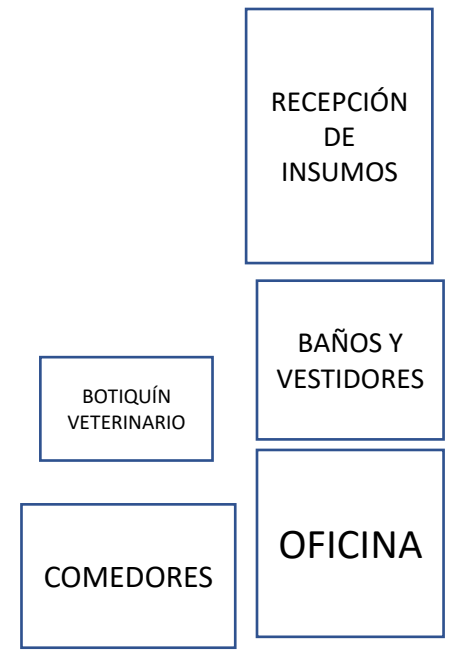 RECEPCIÓN
DE
INSUMOS
BAÑOS Y
VESTIDORES
BOTIQUÍN
VETERINARIO
OFICINA
COMEDORES